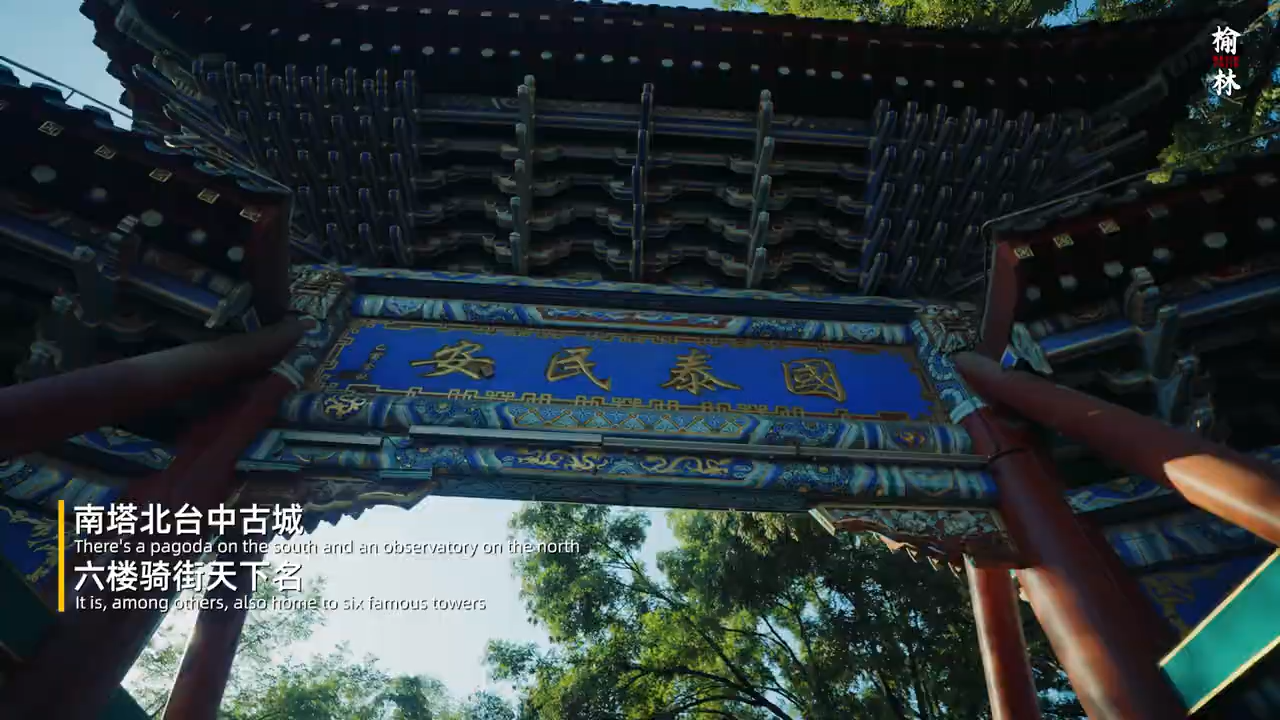 榆林
國泰民安
南塔北台中古城
There's a pagoda on the south and an observatory on the north
六楼骑街天下名
It is, among others, also home to six famous towers